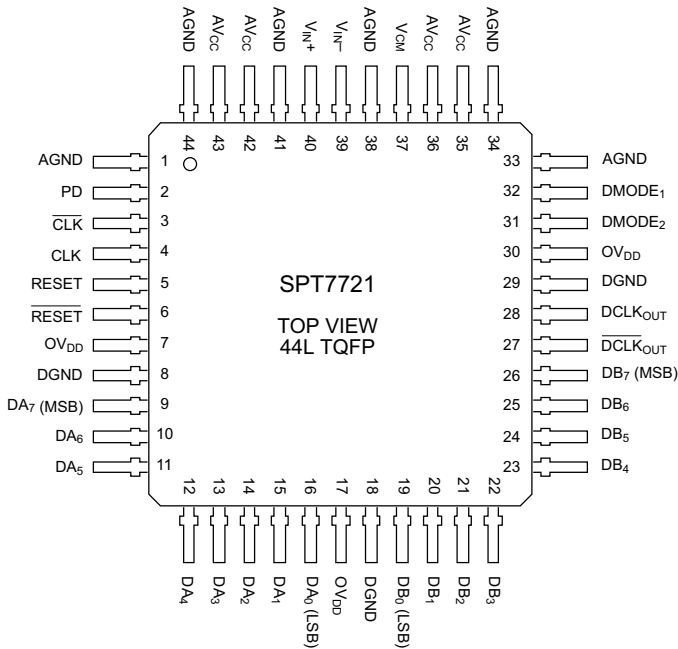 AGND
AVCC
AVCC
AGND
VIN+
VIN–
AGND
VCM
AVCC
AVCC
AGND
44
43
42
41
40
39
38
37
36
35
34
AGND 1
PD 2
C̅L̅K̅ 3
CLK 4
RESET 5
R̅E̅S̅E̅T̅ 6
OVDD 7
DGND 8
DA7 (MSB) 9
DA6 10
DA5 11
SPT7721
TOP VIEW
44L TQFP
33 AGND
32 DMODE1
31 DMODE2
30 OVDD
29 DGND
28 DCLKOUT
27 D̅C̅L̅K̅OUT
26 DB7 (MSB)
25 DB6
24 DB5
23 DB4
12
13
14
15
16
17
18
19
20
21
22
DA4
DA3
DA2
DA1
DA0 (LSB)
OVDD
DGND
DB0 (LSB)
DB1
DB2
DB3